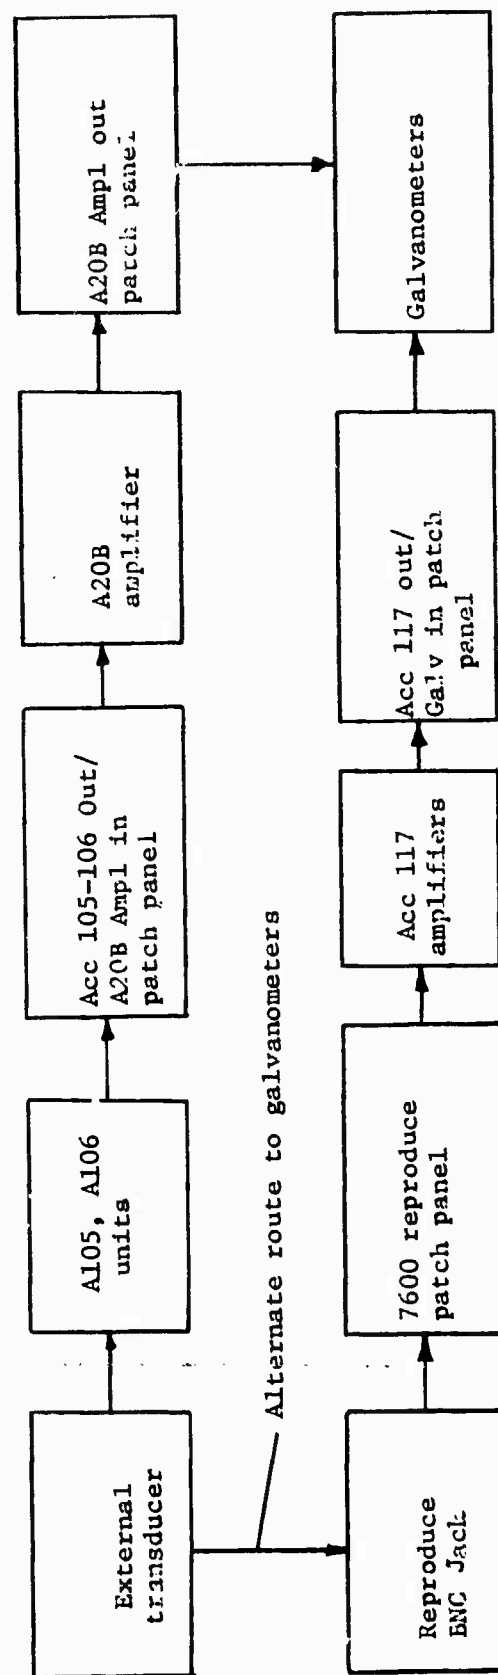 External
transducer
A105, A106
units
Acc 105-106 Out/
A20B Ampl in
patch panel
A20B
amplifier
A20B Ampl out
patch panel
Alternate route to galvanometers
Reproduce
BNC Jack
7600 reproduce
patch panel
Acc 117
amplifiers
Acc 117 out/
Galv in patch
panel
Galvanometers